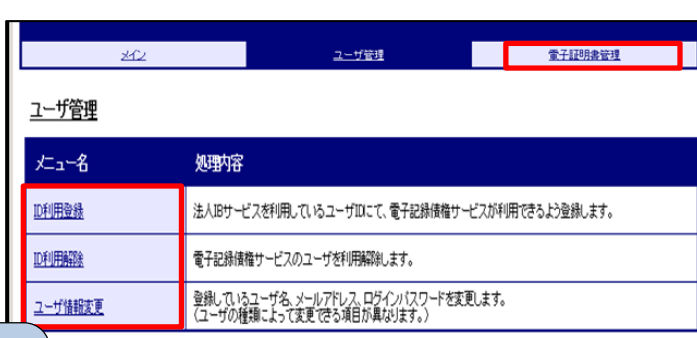 メイン ユーザ管理 電子証明書管理
ユーザ管理
メニュー名 処理内容
ID利用登録 法人IBサービスを利用しているユーザIDにて、電子記録債権サービスが利用できるよう登録します。
ID利用解除 電子記録債権サービスのユーザを利用解除します。
ユーザ情報変更 登録しているユーザ名、メールアドレス、ログインパスワードを変更します。
(ユーザの種類によって変更できる項目が異なります。)